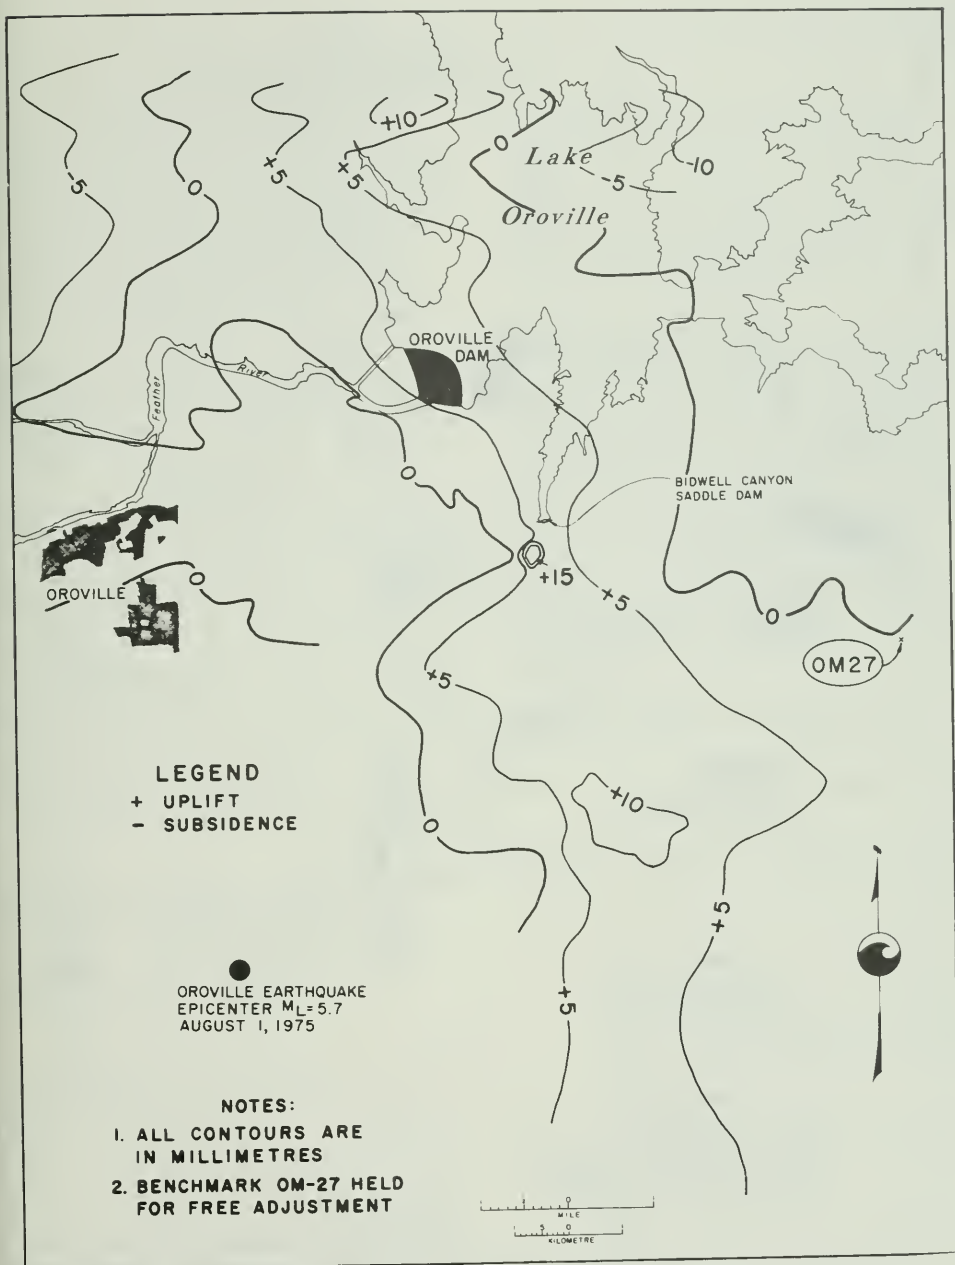 +10
0
Lake
+5
+5
-10
-5
0
-5
Oroville
OROVILLE
DAM
River
Feather
0
BIDWELL CANYON
SADDLE DAM
+15
OROVILLE
0
+5
0
OM27
+5
LEGEND
+ UPLIFT
- SUBSIDENCE
+10
0
+5
+5
OROVILLE EARTHQUAKE
EPICENTER ML=5.7
AUGUST 1, 1975
NOTES:
1. ALL CONTOURS ARE
IN MILLIMETRES
2. BENCHMARK OM-27 HELD
FOR FREE ADJUSTMENT
0
MILE
5 0
KILOMETRE